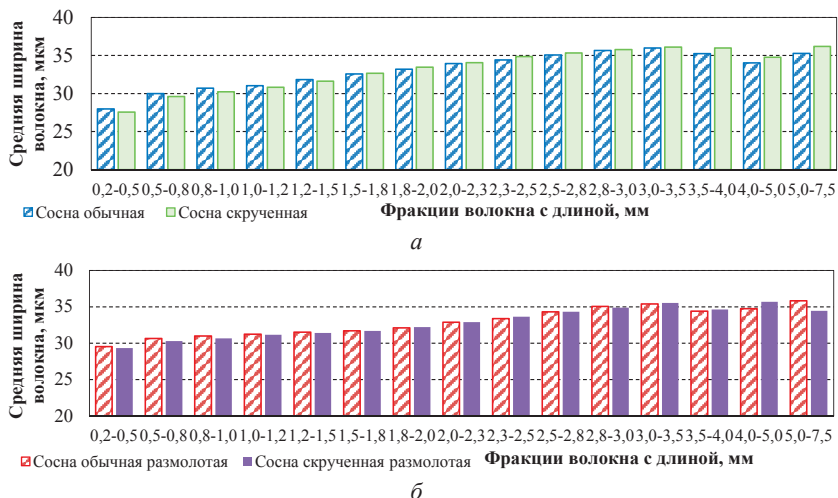 Средняя ширина
волокна, мкм
40
35
30
25
20
0,2-0,5 0,5-0,8 0,8-1,0 1,0-1,2 1,2-1,5 1,5-1,8 1,8-2,0 2,0-2,3 2,3-2,5 2,5-2,8 2,8-3,0 3,0-3,5 3,5-4,0 4,0-5,0 5,0-7,5
Сосна обычная Сосна скрученная Фракции волокна с длиной, мм
а
Средняя ширина
волокна, мкм
40
35
30
25
20
0,2-0,5 0,5-0,8 0,8-1,0 1,0-1,2 1,2-1,5 1,5-1,8 1,8-2,0 2,0-2,3 2,3-2,5 2,5-2,8 2,8-3,0 3,0-3,5 3,5-4,0 4,0-5,0 5,0-7,5
Сосна обычная размолотая Сосна скрученная размолотая Фракции волокна с длиной, мм
б